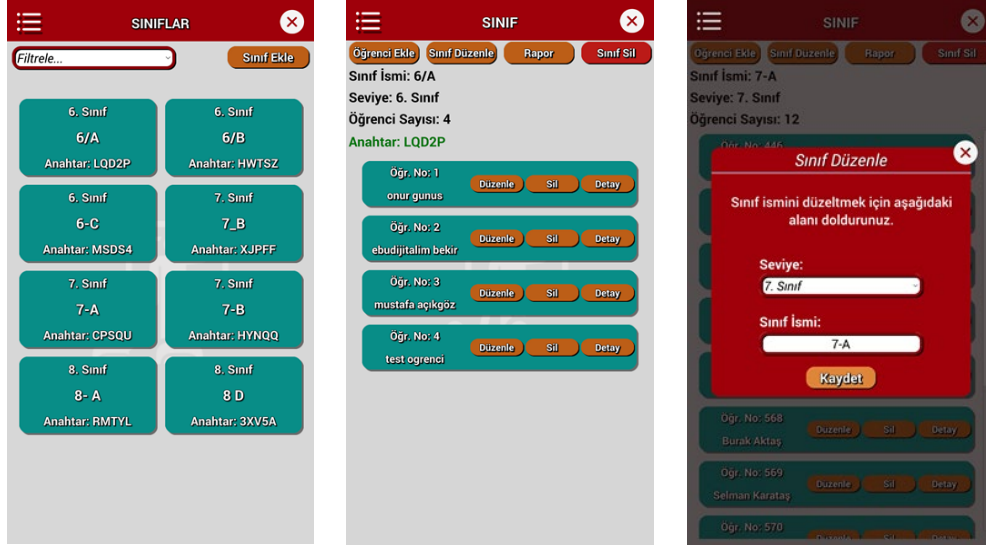 SINIFLAR
Filtrele...
Sınıf Ekle
6. Sınıf
6/A
Anahtar: LQD2P
6. Sınıf
6/B
Anahtar: HWTSZ
6. Sınıf
6-C
Anahtar: MSDS4
7. Sınıf
7_B
Anahtar: XJPFF
7. Sınıf
7-A
Anahtar: CPSQU
7. Sınıf
7-B
Anahtar: HYNQQ
8. Sınıf
8- A
Anahtar: RMTYL
8. Sınıf
8 D
Anahtar: 3XV5A
SINIF
Öğrenci Ekle Sınıf Düzenle Rapor Sınıf Sil
Sınıf İsmi: 6/A
Seviye: 6. Sınıf
Öğrenci Sayısı: 4
Anahtar: LQD2P
Öğr. No: 1
onur gunus
Düzenle Sil Detay
Öğr. No: 2
ebudijitalim bekir
Düzenle Sil Detay
Öğr. No: 3
mustafa açıkgöz
Düzenle Sil Detay
Öğr. No: 4
test ogrenci
Düzenle Sil Detay
SINIF
Öğrenci Ekle Sınıf Düzenle Rapor Sınıf Sil
Sınıf İsmi: 7-A
Seviye: 7. Sınıf
Öğrenci Sayısı: 12
Öğr. No: 446
Sınıf Düzenle
Sınıf ismini düzeltmek için aşağıdaki
alanı doldurunuz.
Seviye:
7. Sınıf
Sınıf İsmi:
7-A
Kaydet
Öğr. No: 568
Burak Aktaş
Düzenle Sil Detay
Öğr. No: 569
Selman Karataş
Düzenle Sil Detay
Öğr. No: 570
Düzenle Sil Detay